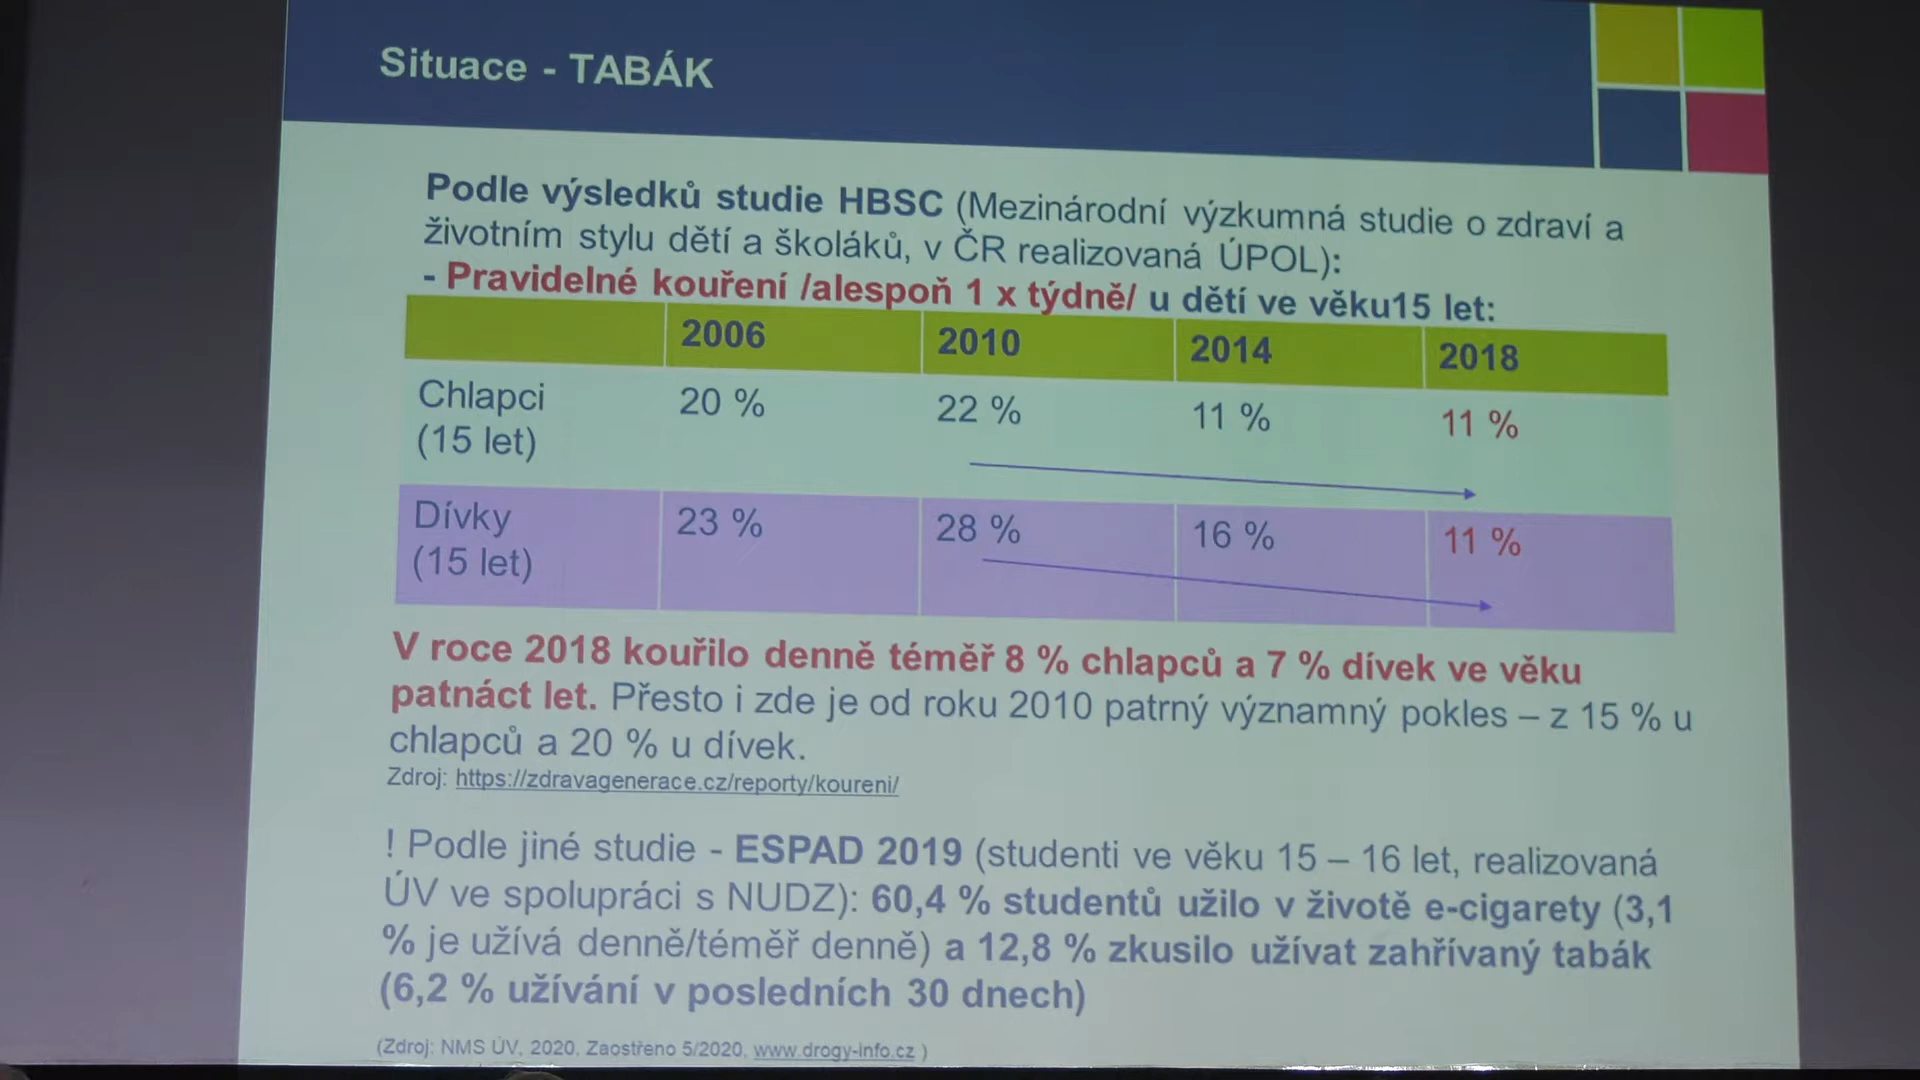 Situace - TABÁK
Podle výsledků studie HBSC (Mezinárodní výzkumná studie o zdraví a
životním stylu dětí a školáků, v ČR realizovaná ÚPOL):
- Pravidelné kouření /alespoň 1 x týdně/ u dětí ve věku15 let:
2006 2010 2014 2018
Chlapci 20 % 22 % 11 % 11 %
(15 let)
Dívky 23 % 28 % 16 % 11 %
(15 let)
V roce 2018 kouřilo denně téměř 8 % chlapců a 7 % dívek ve věku
patnáct let. Přesto i zde je od roku 2010 patrný významný pokles – z 15 % u
chlapců a 20 % u dívek.
Zdroj: https://zdravagenerace.cz/reporty/koureni/
! Podle jiné studie - ESPAD 2019 (studenti ve věku 15 – 16 let, realizovaná
ÚV ve spolupráci s NUDZ): 60,4 % studentů užilo v životě e-cigarety (3,1
% je užívá denně/téměř denně) a 12,8 % zkusilo užívat zahřívaný tabák
(6,2 % užívání v posledních 30 dnech)
(Zdroj: NMS ÚV, 2020. Zaostřeno 5/2020, www.drogy-info.cz )